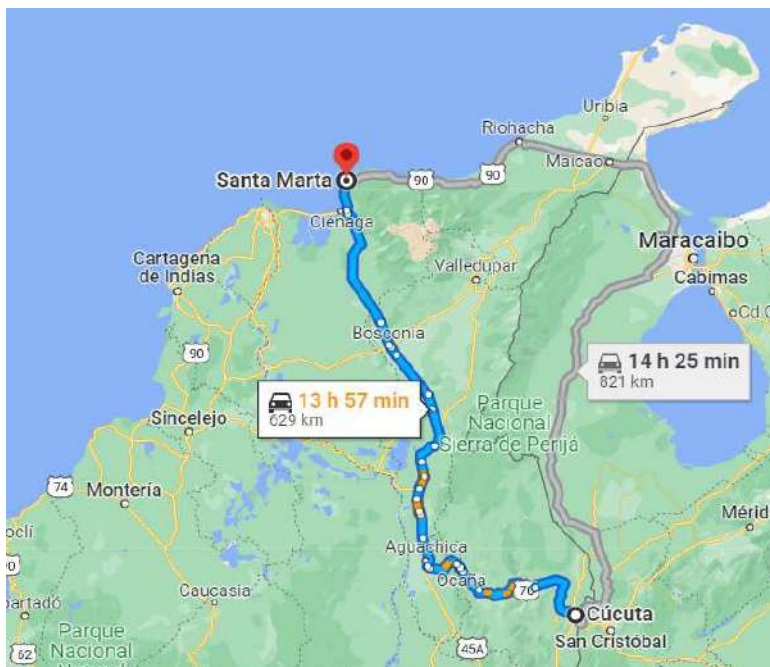 Uribia
Riohacha
90
Maicao
90
Santa Marta
Ciénaga
Maracaibo
Cartagena
de Indias
Valledupar
Cabimas
Bosconia
90
14 h 25 min
821 km
13 h 57 min
629 km
Parque
Nacional
Sierra de Perijá
Sincelejo
74
Montería
Aguachica
Ocaña
70
Caucasia
Cúcuta
San Cristóbal
Parque
62
45A